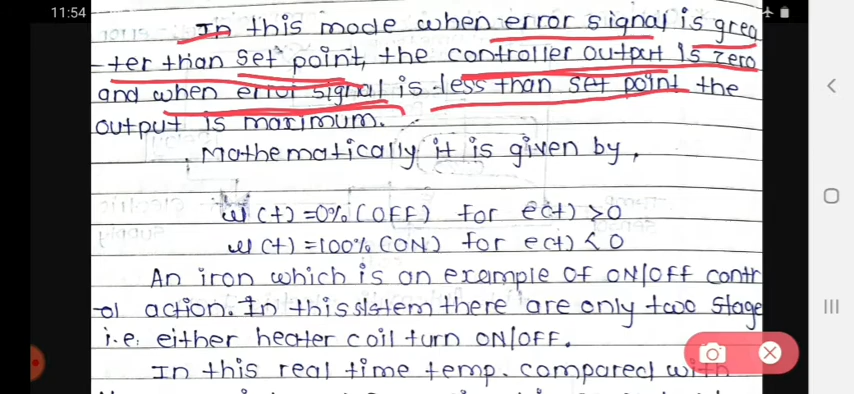 11:54
In this mode when error signal is grea
-ter than set point, the controller output is zero
and when error signal is less than set point the
output is maximum.
Mathematically it is given by,
u(t) = 0% (OFF) for e(t) > 0
u(t) = 100% (ON) for e(t) < 0
An iron which is an example of ON/OFF contr
-ol action. In this sistem there are only two stage
i.e. either heater coil turn ON/OFF.
In this real time temp. compared with